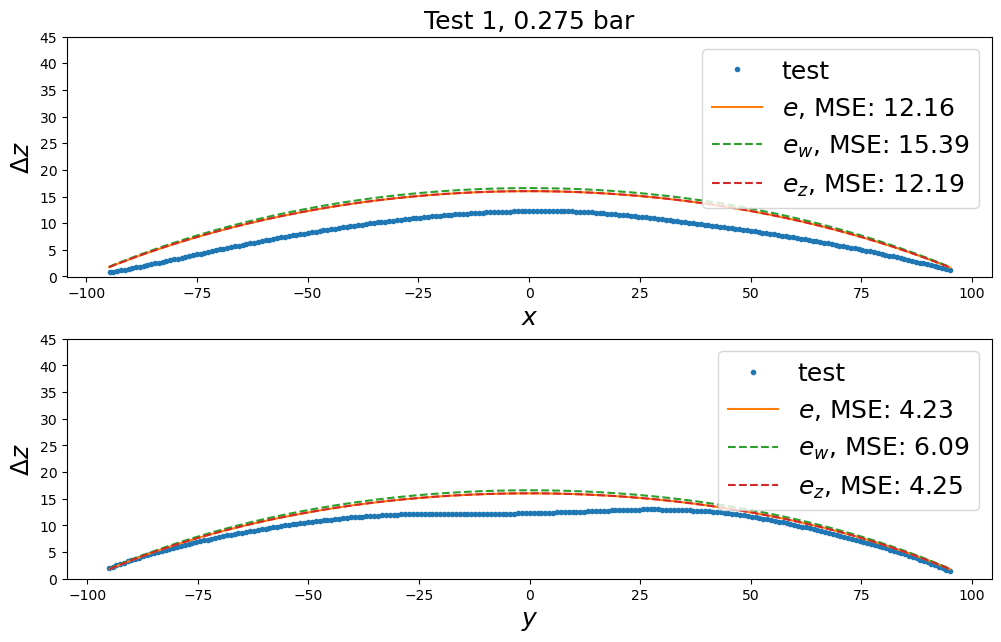 Test 1, 0.275 bar
45
40
35
30
25
20
15
10
5
0
Δz
test
e, MSE: 12.16
e_w, MSE: 15.39
e_z, MSE: 12.19
−100 −75 −50 −25 0 25 50 75 100
x
45
40
35
30
25
20
15
10
5
0
Δz
test
e, MSE: 4.23
e_w, MSE: 6.09
e_z, MSE: 4.25
−100 −75 −50 −25 0 25 50 75 100
y